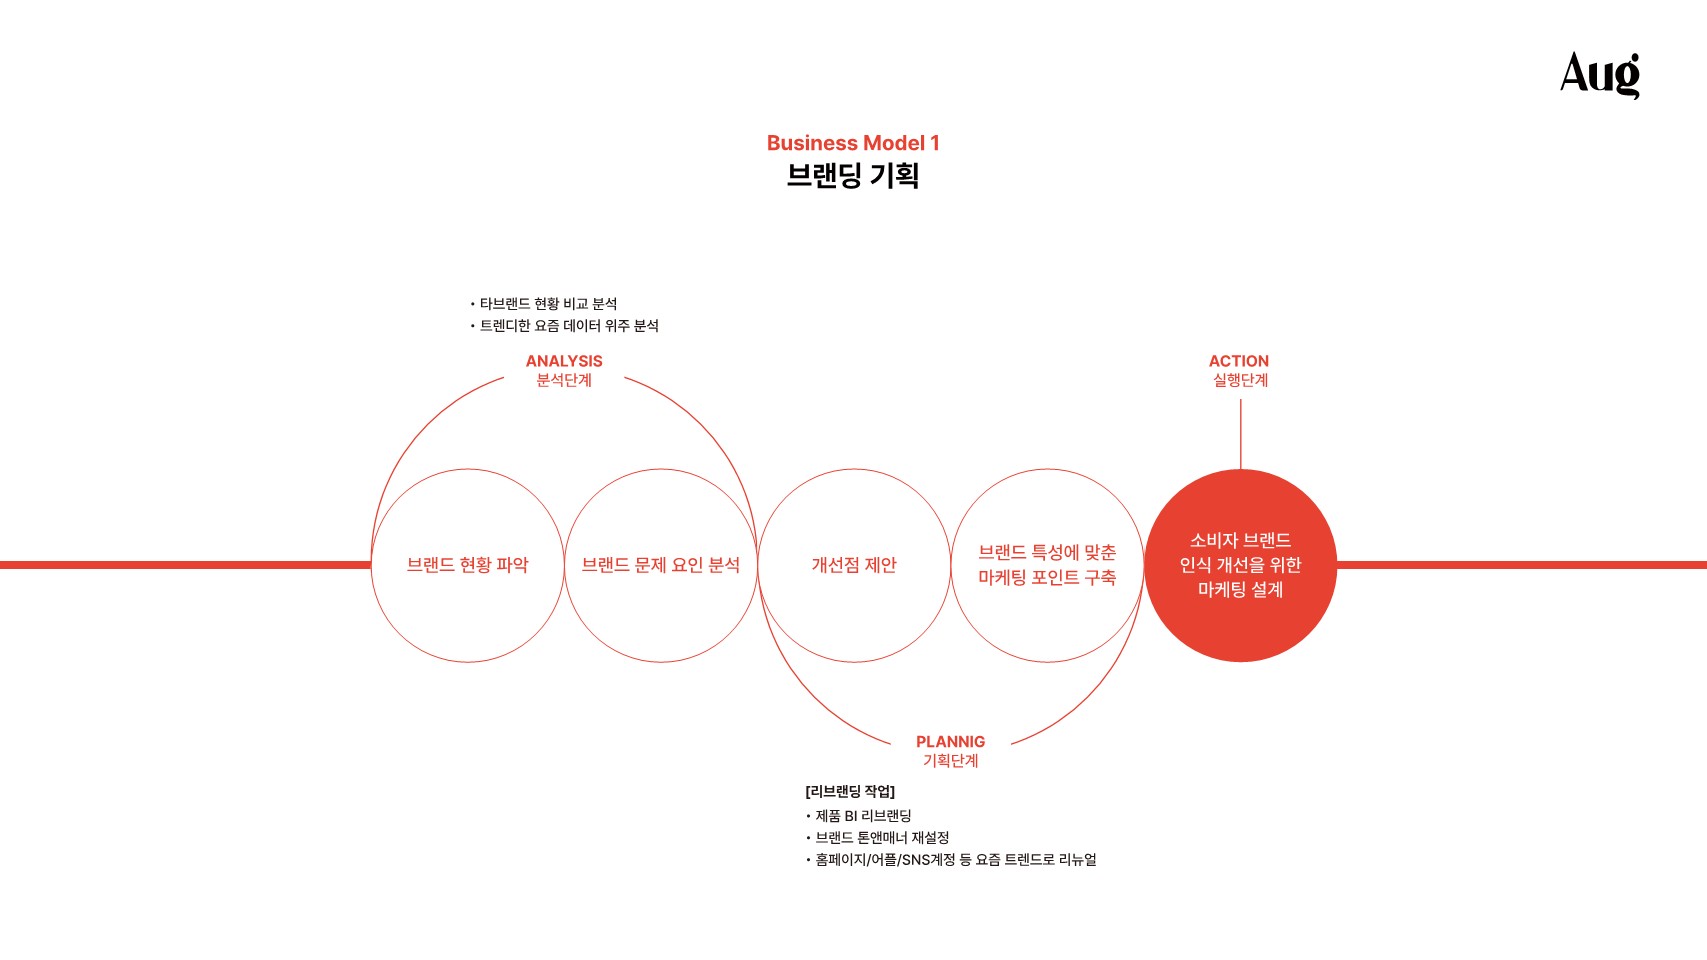 Aug
Business Model 1
브랜딩 기획
• 타브랜드 현황 비교 분석
• 트렌디한 요즘 데이터 위주 분석
ANALYSIS
분석단계
ACTION
실행단계
브랜드 현황 파악
브랜드 문제 요인 분석
개선점 제안
브랜드 특성에 맞춘
마케팅 포인트 구축
소비자 브랜드
인식 개선을 위한
마케팅 설계
PLANNIG
기획단계
[리브랜딩 작업]
• 제품 BI 리브랜딩
• 브랜드 톤앤매너 재설정
• 홈페이지/어플/SNS계정 등 요즘 트렌드로 리뉴얼